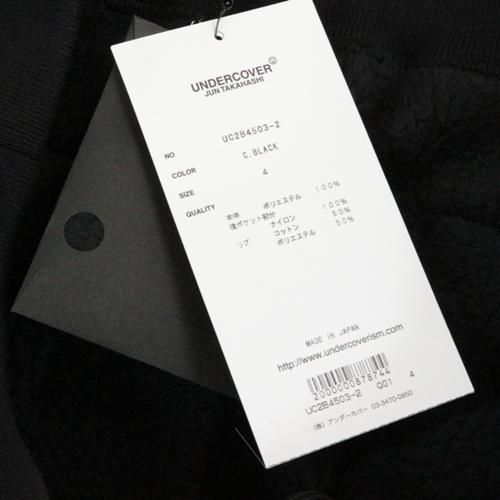 UNDERCOVER
JUN TAKAHASHI
NO UC2B4503-2
COLOR C.BLACK
SIZE 4
QUALITY
本体 ポリエステル 100%
後ポケット部分 ナイロン 100%
リブ コットン 50%
ポリエステル 50%
MADE IN JAPAN
http://www.undercoverism.com
2000000878744
UC2B4503-2 Q01 4
(株) アンダーカバー 03-3470-0850